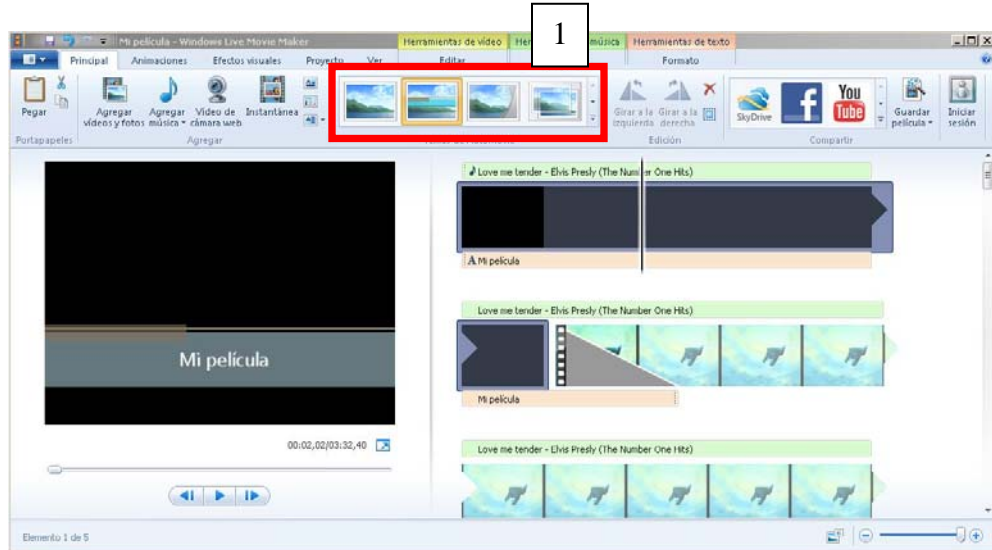 1
Mi película - Windows Live Movie Maker
Herramientas de vídeo
música
Herramientas de texto
Principal
Animaciones
Efectos visuales
Proyecto
Ver
Editar
Formato
Pegar
Agregar vídeos y fotos
Agregar música
Vídeo de cámara web
Instantánea
Girar a la izquierda
Girar a la derecha
SkyDrive
You Tube
Guardar película
Iniciar sesión
Portapapeles
Agregar
Edición
Compartir
Love me tender - Elvis Presly (The Number One Hits)
A Mi película
Love me tender - Elvis Presly (The Number One Hits)
Mi película
Mi película
00:02,02/03:32,40
Love me tender - Elvis Presly (The Number One Hits)
Elemento 1 de 5